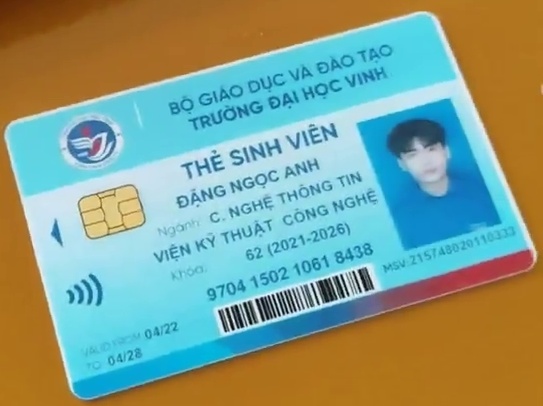 BỘ GIÁO DỤC VÀ ĐÀO TẠO
TRƯỜNG ĐẠI HỌC VINH
THẺ SINH VIÊN
ĐẶNG NGỌC ANH
Ngành: C. NGHỆ THÔNG TIN
VIỆN KỸ THUẬT CÔNG NGHỆ
Khóa: 62 (2021-2026)
9704 1502 1061 8438
MSV:215748020110333
VALID FROM 04/22
TO 04/28